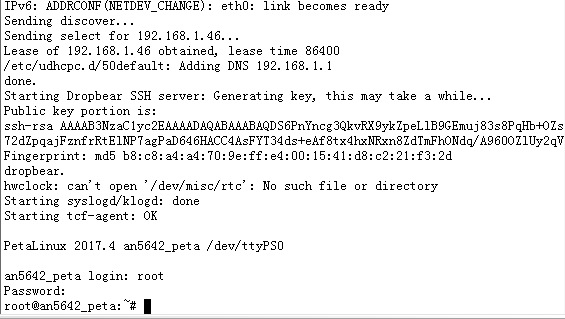 IPv6: ADDRCONF(NETDEV_CHANGE): eth0: link becomes ready
Sending discover...
Sending select for 192.168.1.46...
Lease of 192.168.1.46 obtained, lease time 86400
/etc/udhcpc.d/50default: Adding DNS 192.168.1.1
done.
Starting Dropbear SSH server: Generating key, this may take a while...
Public key portion is:
ssh-rsa AAAAB3NzaC1yc2EAAAADAQABAAABAQDS6PnYncg3QkvRX9ykZpeLlB9GEmuj83s8PqHb+OZs
72dZpqajFznfrRtElNP7agPaD646HACC4AsFYT34ds+eAf8tx4hxNRxn8ZdTmFhONdq/A960OZlUy2qV
Fingerprint: md5 b8:c8:a4:a4:70:9e:ff:e4:00:15:41:d8:c2:21:f3:2d
dropbear.
hwclock: can't open '/dev/misc/rtc': No such file or directory
Starting syslogd/klogd: done
Starting tcf-agent: OK
PetaLinux 2017.4 an5642_peta /dev/ttyPS0
an5642_peta login: root
Password:
root@an5642_peta:~#